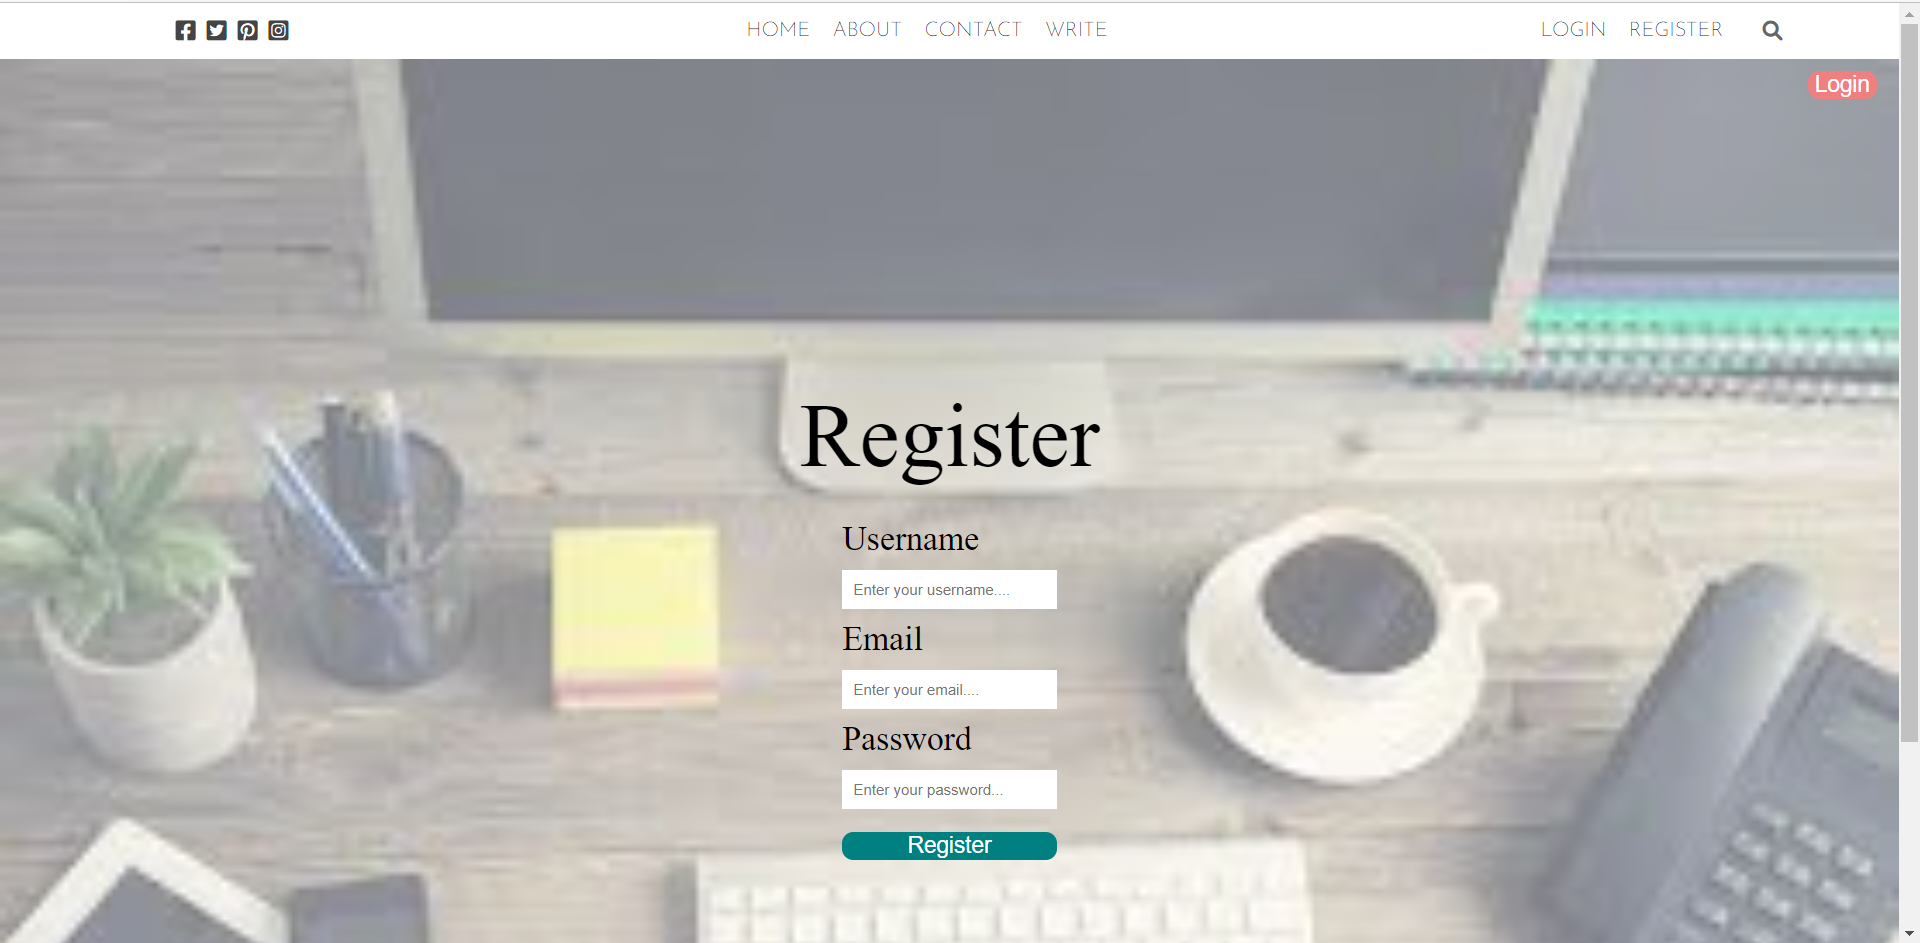 HOME ABOUT CONTACT WRITE LOGIN REGISTER
Login
Register
Username
Enter your username....
Email
Enter your email....
Password
Enter your password...
Register